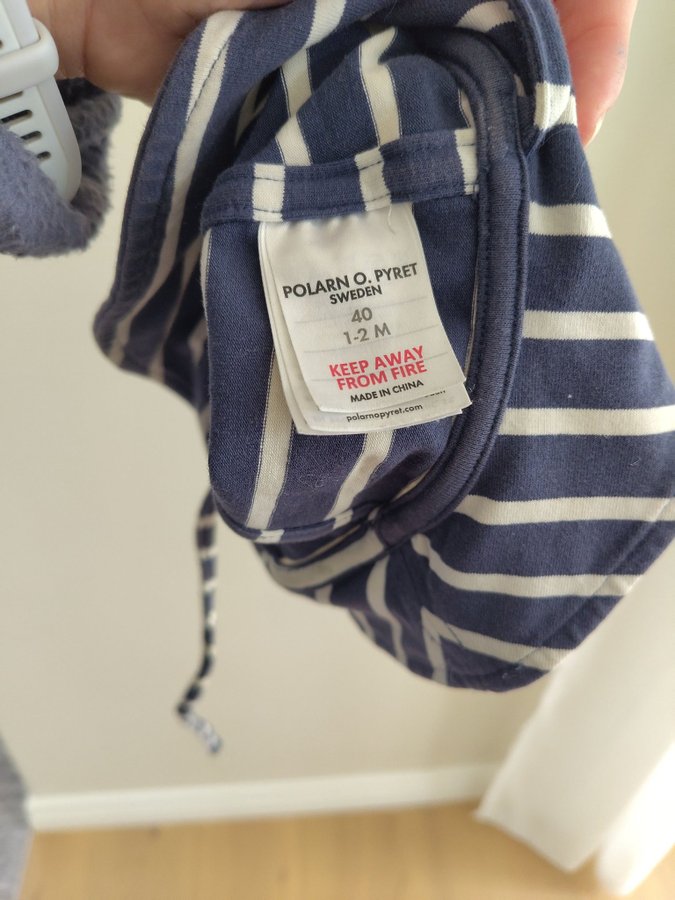 POLARN O. PYRET
SWEDEN
40
1-2 M
KEEP AWAY
FROM FIRE
MADE IN CHINA
polarnopyret.com